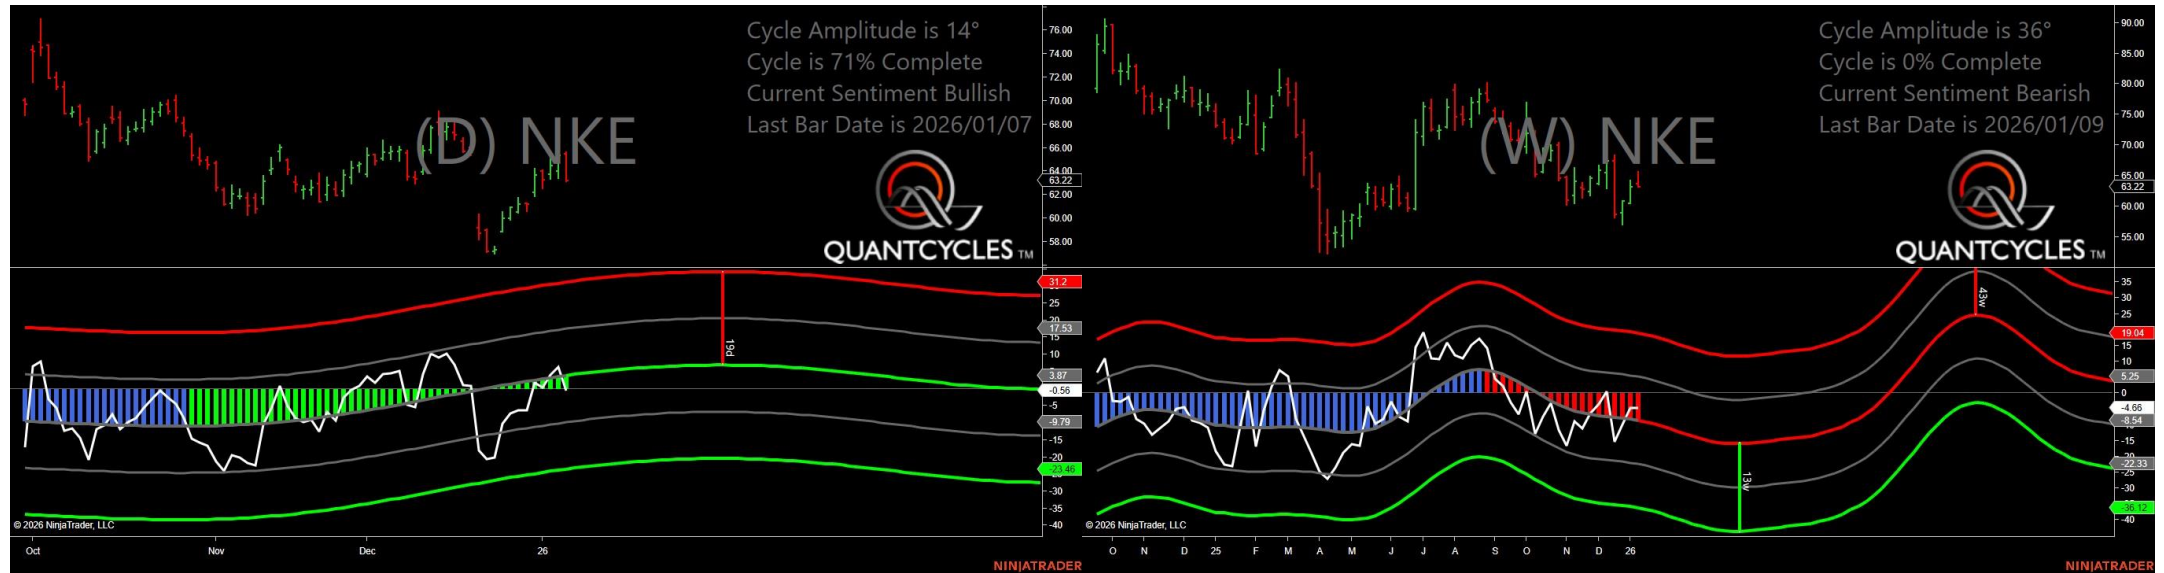 Cycle Amplitude is 14°
Cycle is 71% Complete
Current Sentiment Bullish
Last Bar Date is 2026/01/07
(D) NKE
QUANTCYCLES TM
76.00
74.00
72.00
70.00
68.00
66.00
64.00
63.22
62.00
60.00
58.00
31.2
25
20
17.53
15
10
3.87
-0.56
-5
-9.79
-15
-20
-23.46
-30
-35
-40
19d
© 2026 NinjaTrader, LLC
Oct Nov Dec 26
NINJATRADER
Cycle Amplitude is 36°
Cycle is 0% Complete
Current Sentiment Bearish
Last Bar Date is 2026/01/09
(W) NKE
QUANTCYCLES TM
90.00
85.00
80.00
75.00
70.00
65.00
63.22
60.00
55.00
35
30
25
19.04
15
10
5.25
0
-4.66
-8.54
-15
-22.33
-25
-30
-36.12
-40
43w
13w
© 2026 NinjaTrader, LLC
O N D 25 F M A M J J A S O N D 26
NINJATRADER